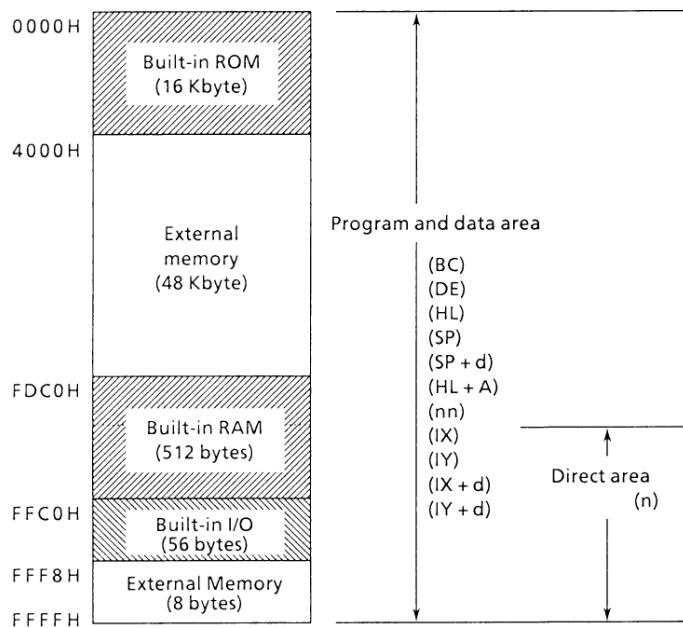 0000H
Built-in ROM
(16 Kbyte)
4000H
External
memory
(48 Kbyte)
FDC0H
Built-in RAM
(512 bytes)
FFC0H
Built-in I/O
(56 bytes)
FFF8H
External Memory
(8 bytes)
FFFFH
Program and data area
(BC)
(DE)
(HL)
(SP)
(SP + d)
(HL + A)
(nn)
(IX)
(IY)
(IX + d)
(IY + d)
Direct area
(n)